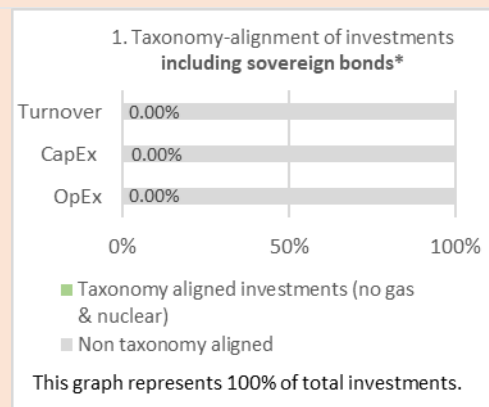 1. Taxonomy-alignment of investments
including sovereign bonds*
Turnover 0.00%
CapEx 0.00%
OpEx 0.00%
0% 50% 100%
Taxonomy aligned investments (no gas
& nuclear)
Non taxonomy aligned
This graph represents 100% of total investments.